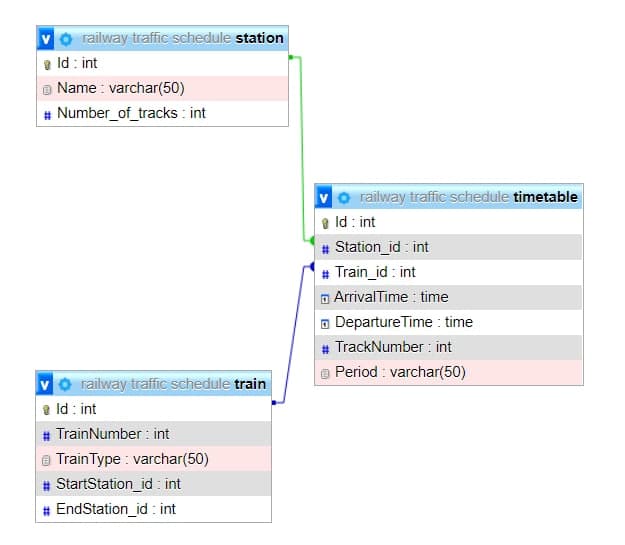 v railway traffic schedule station
Id : int
Name : varchar(50)
# Number_of_tracks : int
v railway traffic schedule timetable
Id : int
# Station_id : int
# Train_id : int
ArrivalTime : time
DepartureTime : time
# TrackNumber : int
Period : varchar(50)
v railway traffic schedule train
Id : int
# TrainNumber : int
TrainType : varchar(50)
# StartStation_id : int
# EndStation_id : int